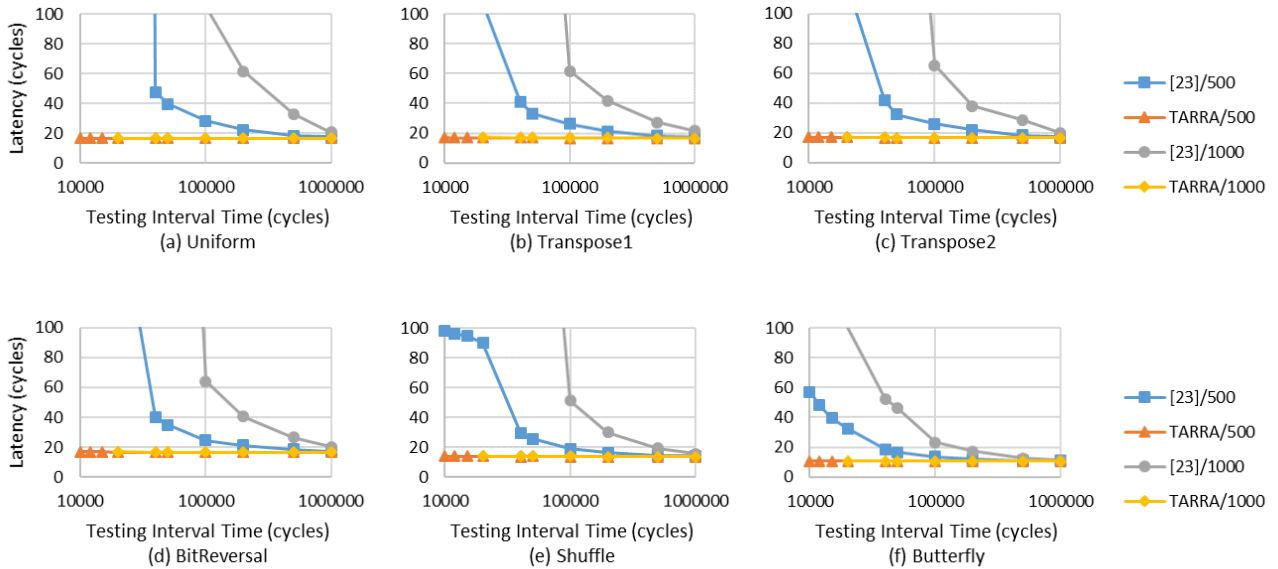 Latency (cycles)
100
80
60
40
20
0
10000 100000 1000000
Testing Interval Time (cycles)
(a) Uniform
100
80
60
40
20
0
10000 100000 1000000
Testing Interval Time (cycles)
(b) Transpose1
100
80
60
40
20
0
10000 100000 1000000
Testing Interval Time (cycles)
(c) Transpose2
[23]/500
TARRA/500
[23]/1000
TARRA/1000
Latency (cycles)
100
80
60
40
20
0
10000 100000 1000000
Testing Interval Time (cycles)
(d) BitReversal
100
80
60
40
20
0
10000 100000 1000000
Testing Interval Time (cycles)
(e) Shuffle
100
80
60
40
20
0
10000 100000 1000000
Testing Interval Time (cycles)
(f) Butterfly
[23]/500
TARRA/500
[23]/1000
TARRA/1000